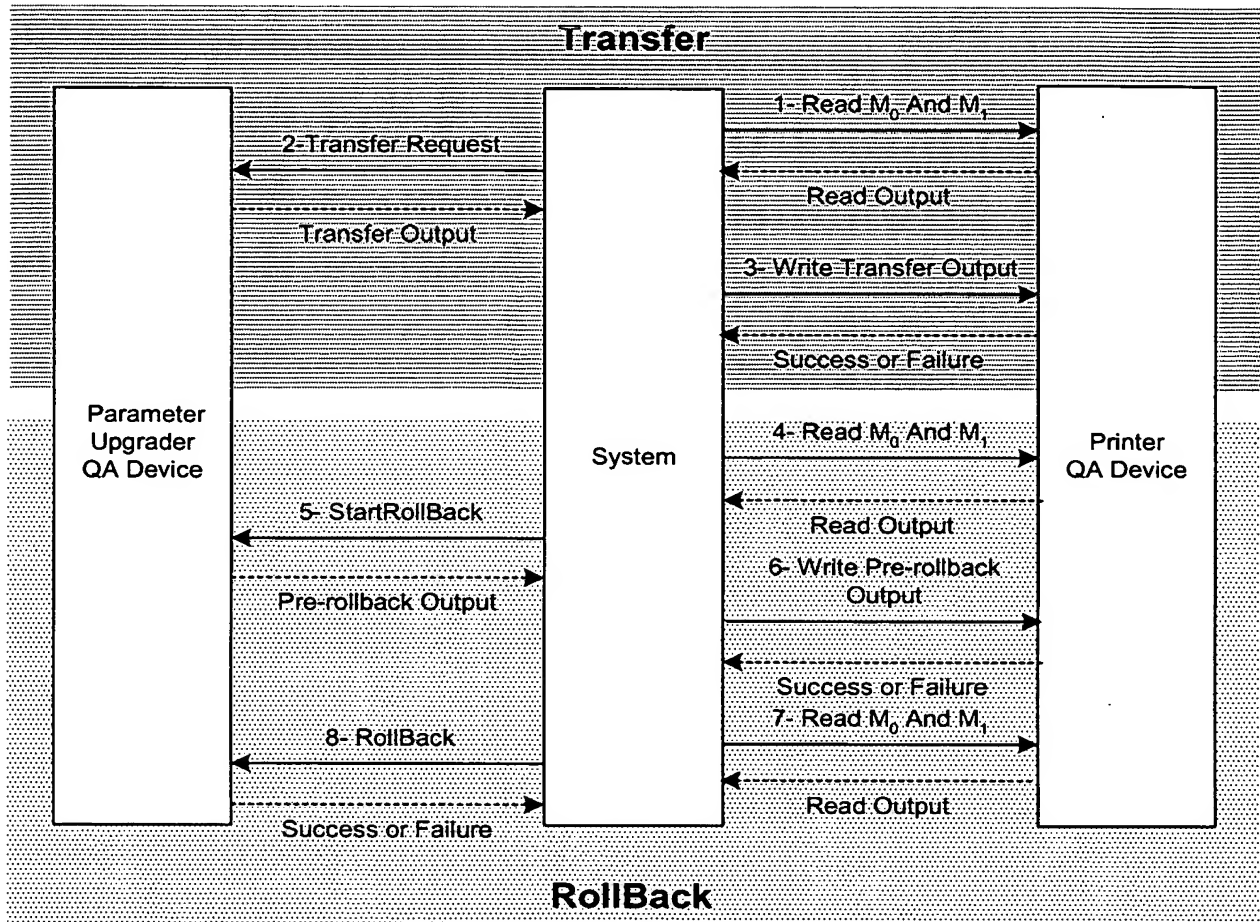 Transfer
1- Read M₀ And M₁
2-Transfer Request
Read Output
Transfer Output
3- Write Transfer Output
Success or Failure
Parameter
Upgrader
QA Device
System
4- Read M₀ And M₁
Printer
QA Device
5- StartRollBack
Read Output
6- Write Pre-rollback
Output
Pre-rollback Output
Success or Failure
7- Read M₀ And M₁
8- RollBack
Read Output
Success or Failure
RollBack